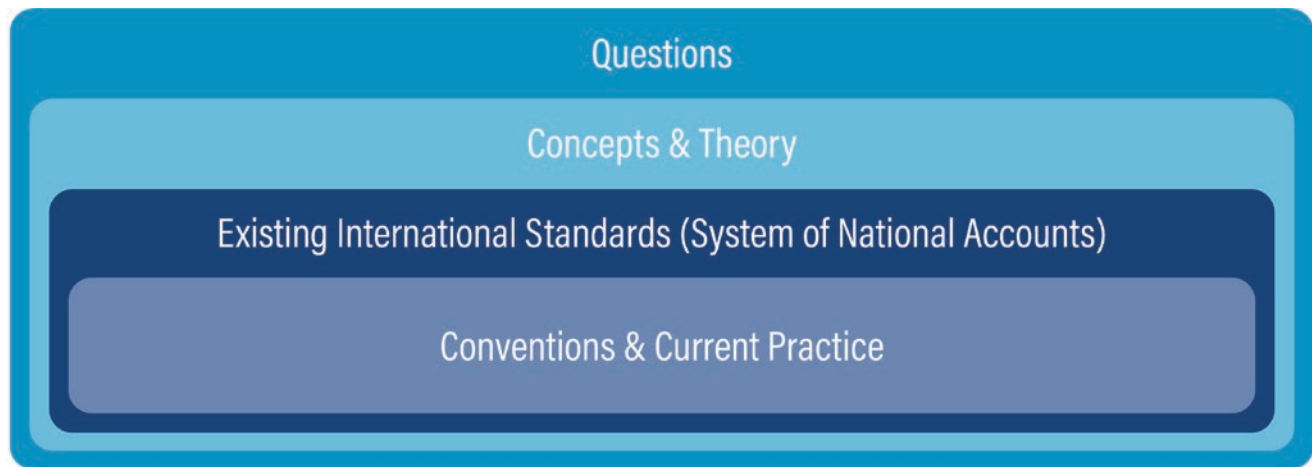 Questions
Concepts & Theory
Existing International Standards (System of National Accounts)
Conventions & Current Practice